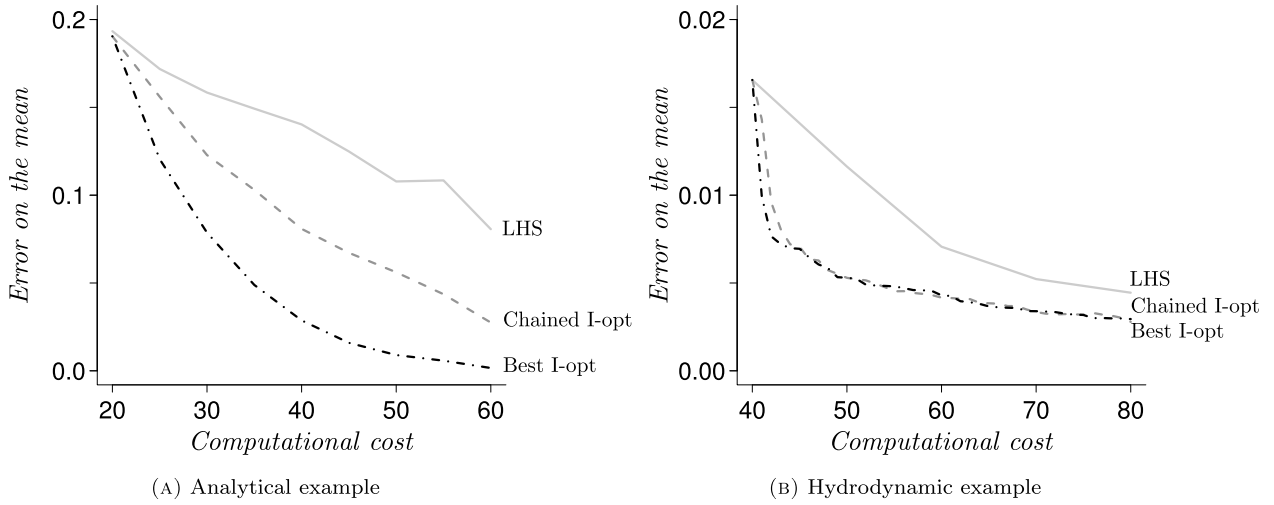 Error on the mean
0.2
0.1
0.0
LHS
Chained I-opt
Best I-opt
20 30 40 50 60
Computational cost
(A) Analytical example
Error on the mean
0.02
0.01
0.00
LHS
Chained I-opt
Best I-opt
40 50 60 70 80
Computational cost
(B) Hydrodynamic example